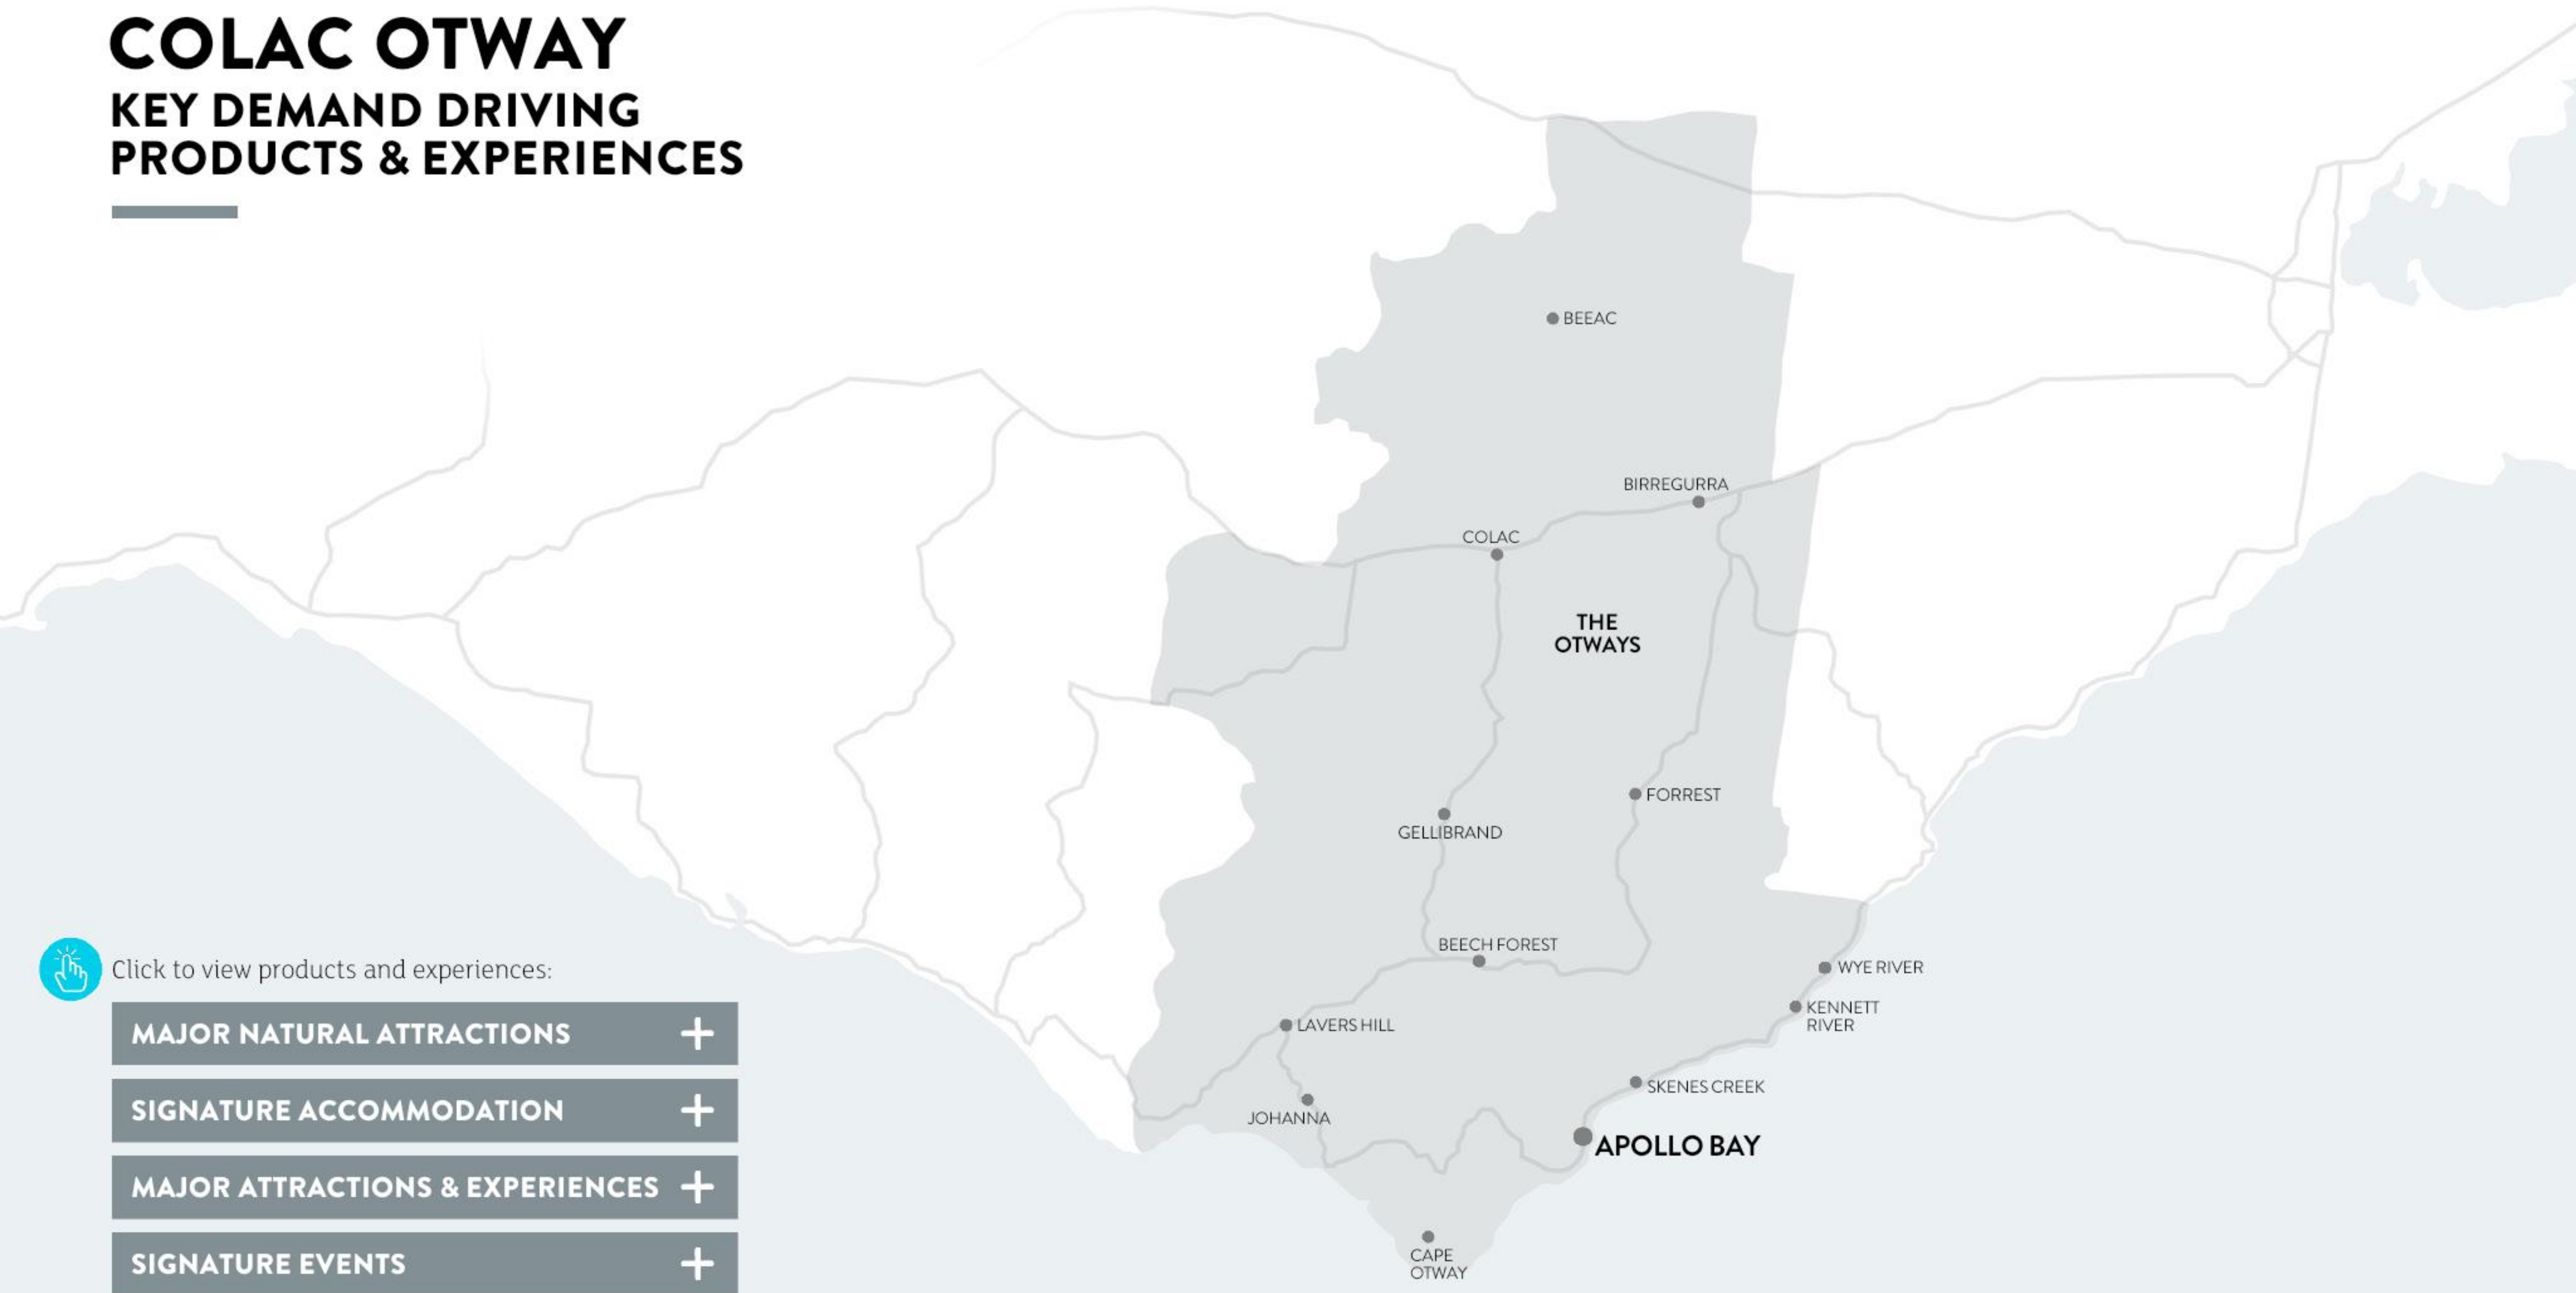 COLAC OTWAY
KEY DEMAND DRIVING
PRODUCTS & EXPERIENCES
BEEAC
BIRREGURRA
COLAC
THE
OTWAYS
FORREST
GELLIBRAND
BEECH FOREST
WYE RIVER
KENNETT
RIVER
LAVERS HILL
SKENES CREEK
JOHANNA
APOLLO BAY
CAPE
OTWAY
Click to view products and experiences:
MAJOR NATURAL ATTRACTIONS +
SIGNATURE ACCOMMODATION +
MAJOR ATTRACTIONS & EXPERIENCES +
SIGNATURE EVENTS +